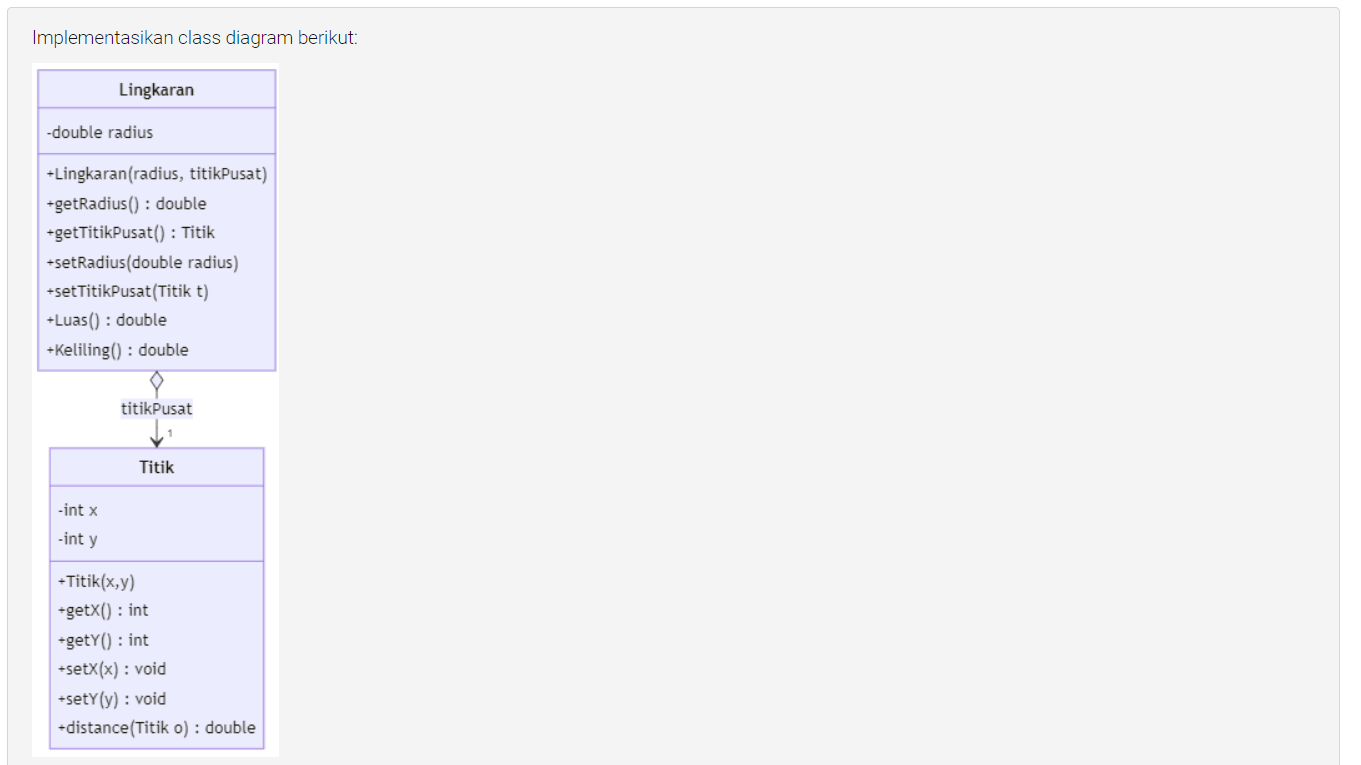 Implementasikan class diagram berikut:
Lingkaran
-double radius
+Lingkaran(radius, titikPusat)
+getRadius() : double
+getTitikPusat() : Titik
+setRadius(double radius)
+setTitikPusat(Titik t)
+Luas() : double
+Keliling() : double
titikPusat
1
Titik
-int x
-int y
+Titik(x,y)
+getX() : int
+getY() : int
+setX(x) : void
+setY(y) : void
+distance(Titik o) : double